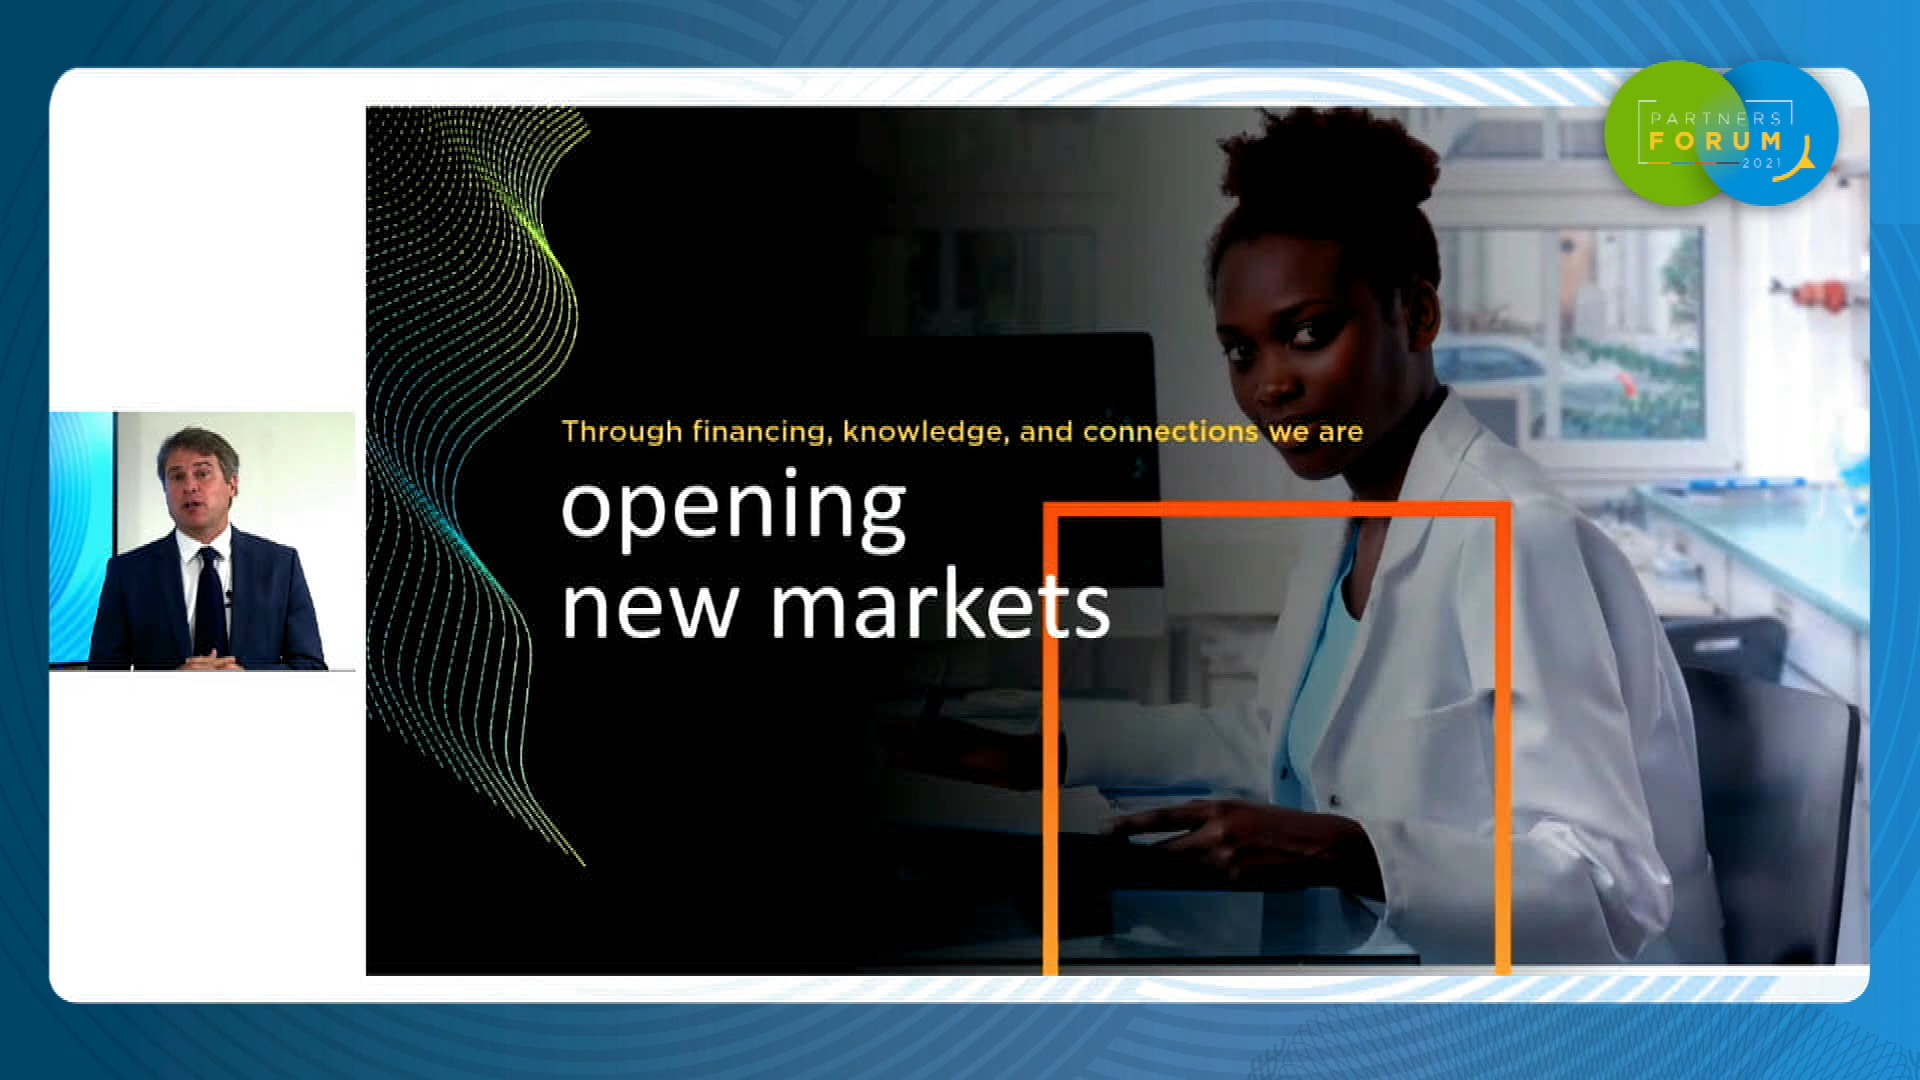 PARTNERS
FORUM
2021
Through financing, knowledge, and connections we are
opening
new markets